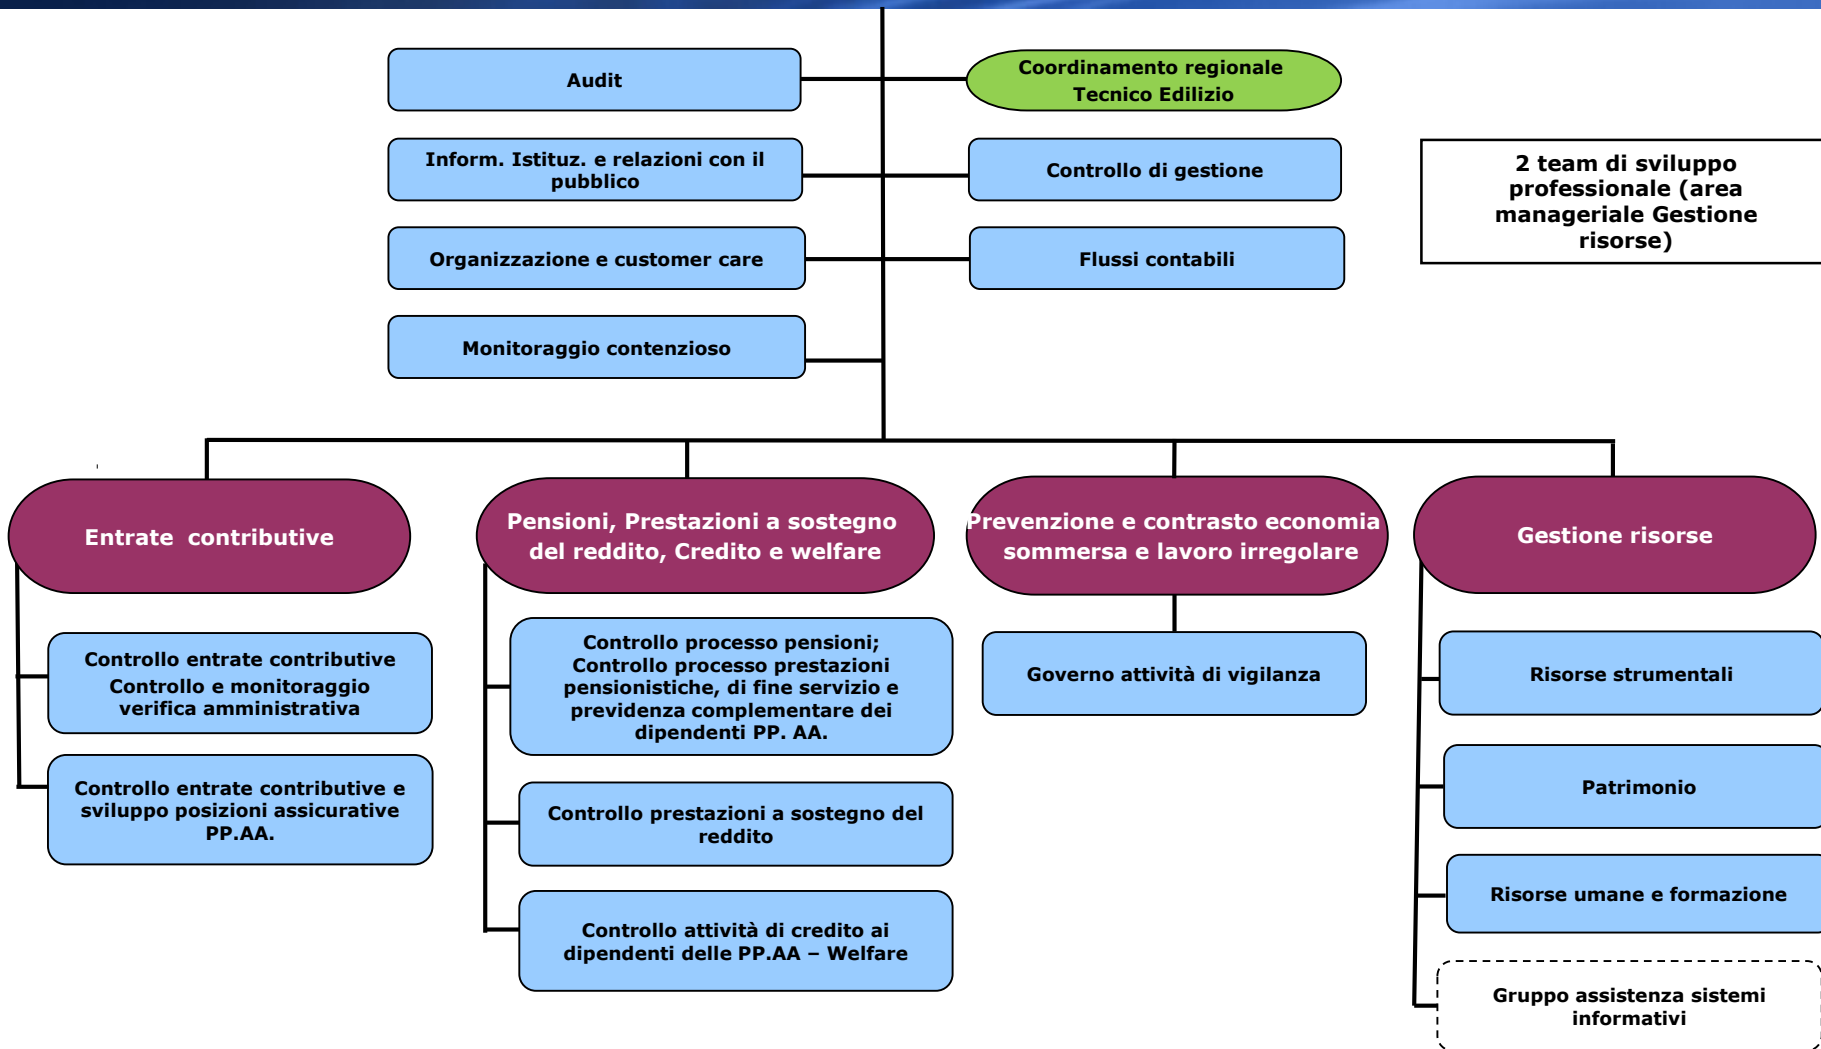 Audit
Coordinamento regionale
Tecnico Edilizio
Inform. Istituz. e relazioni con il
pubblico
Controllo di gestione
2 team di sviluppo
professionale (area
manageriale Gestione
risorse)
Organizzazione e customer care
Flussi contabili
Monitoraggio contenzioso
Entrate contributive
Pensioni, Prestazioni a sostegno
del reddito, Credito e welfare
Prevenzione e contrasto economia
sommersa e lavoro irregolare
Gestione risorse
Controllo entrate contributive
Controllo e monitoraggio
verifica amministrativa
Controllo entrate contributive e
sviluppo posizioni assicurative
PP.AA.
Controllo processo pensioni;
Controllo processo prestazioni
pensionistiche, di fine servizio e
previdenza complementare dei
dipendenti PP. AA.
Controllo prestazioni a sostegno del
reddito
Controllo attività di credito ai
dipendenti delle PP.AA – Welfare
Governo attività di vigilanza
Risorse strumentali
Patrimonio
Risorse umane e formazione
Gruppo assistenza sistemi
informativi